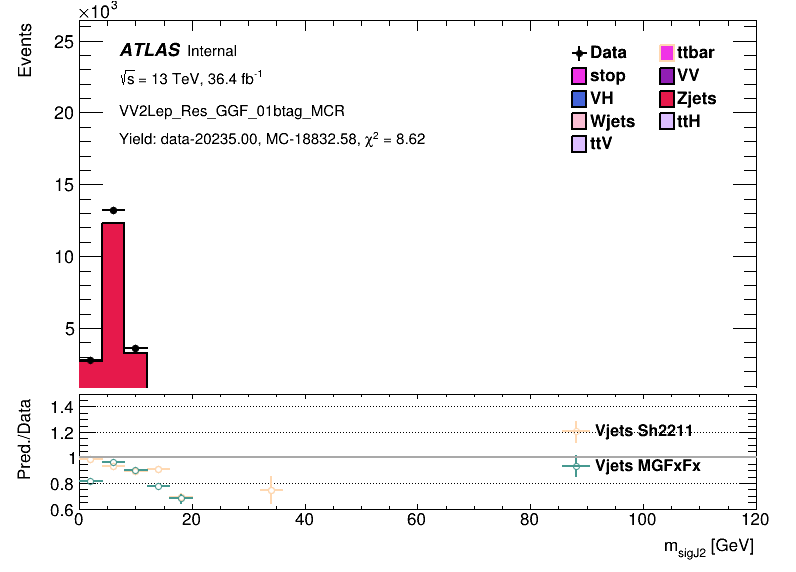 ×10³
Events
25
20
15
10
5
ATLAS Internal
√s = 13 TeV, 36.4 fb⁻¹
VV2Lep_Res_GGF_01btag_MCR
Yield: data-20235.00, MC-18832.58, χ² = 8.62
Data ttbar
stop VV
VH Zjets
Wjets ttH
ttV
Pred./Data
1.4
1.2
1
0.8
0.6
Vjets Sh2211
Vjets MGFxFx
0 20 40 60 80 100 120
m_sigJ2 [GeV]